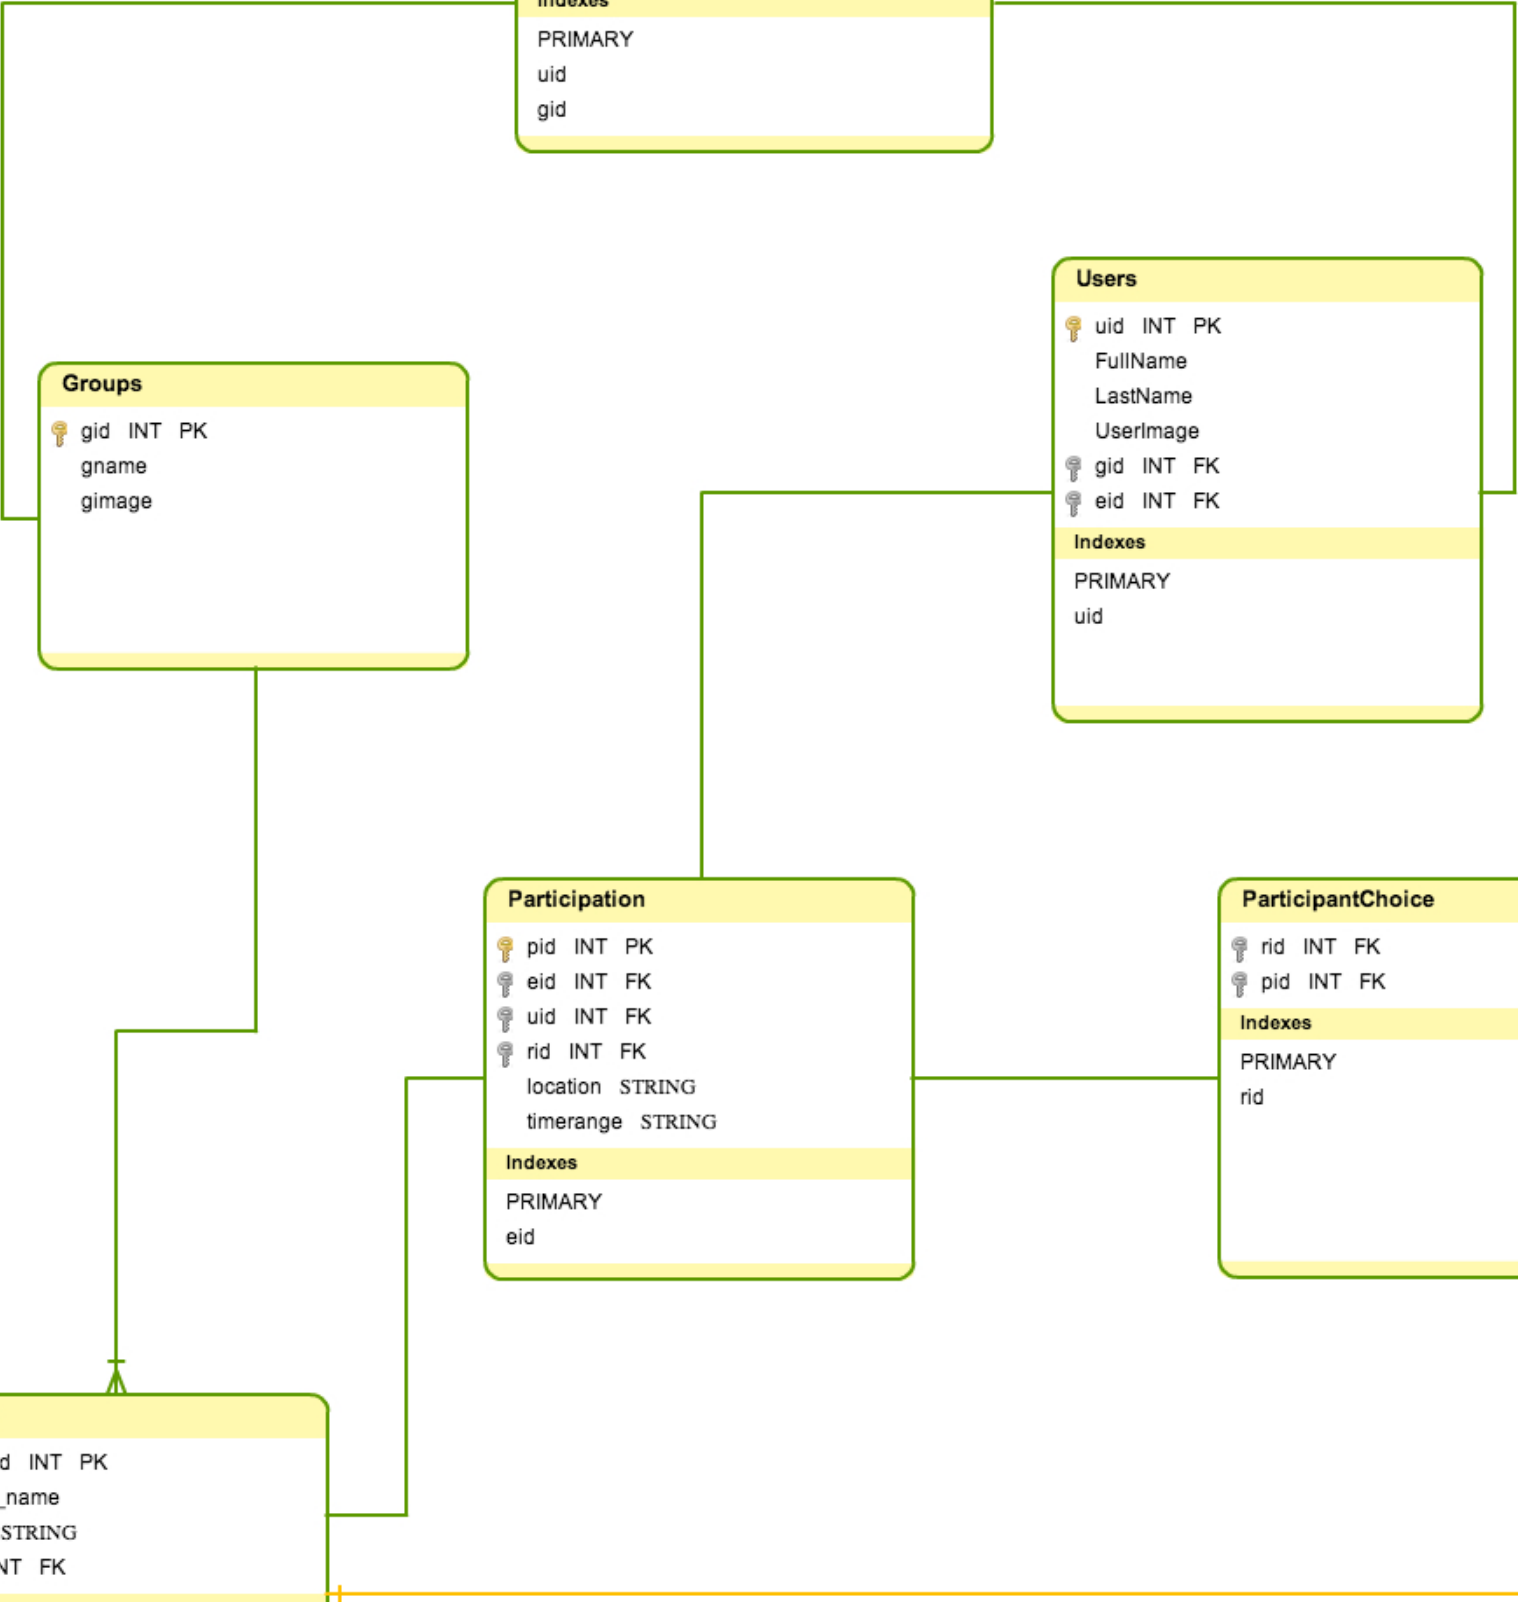 Indexes
PRIMARY
uid
gid
Users
uid INT PK
FullName
LastName
UserImage
gid INT FK
eid INT FK
Indexes
PRIMARY
uid
Groups
gid INT PK
gname
gimage
Participation
pid INT PK
eid INT FK
uid INT FK
rid INT FK
location STRING
timerange STRING
Indexes
PRIMARY
eid
ParticipantChoice
rid INT FK
pid INT FK
Indexes
PRIMARY
rid
d INT PK
_name
STRING
NT FK